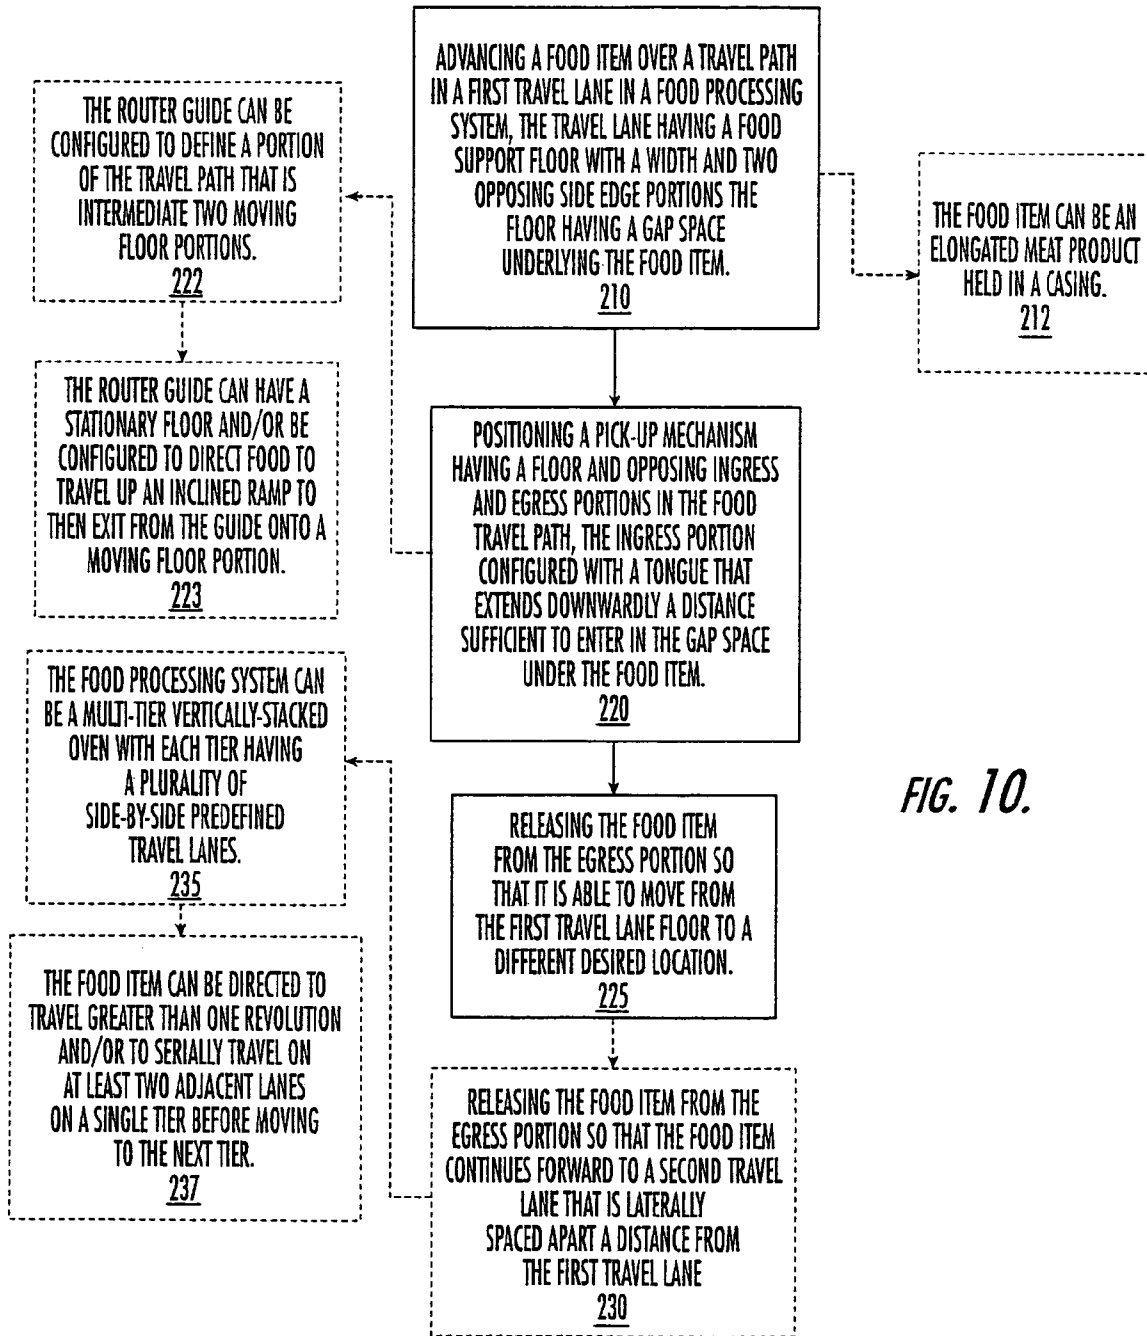 ADVANCING A FOOD ITEM OVER A TRAVEL PATH
IN A FIRST TRAVEL LANE IN A FOOD PROCESSING
SYSTEM, THE TRAVEL LANE HAVING A FOOD
SUPPORT FLOOR WITH A WIDTH AND TWO
OPPOSING SIDE EDGE PORTIONS THE
FLOOR HAVING A GAP SPACE
UNDERLYING THE FOOD ITEM.
210
THE FOOD ITEM CAN BE AN
ELONGATED MEAT PRODUCT
HELD IN A CASING.
212
POSITIONING A PICK-UP MECHANISM
HAVING A FLOOR AND OPPOSING INGRESS
AND EGRESS PORTIONS IN THE FOOD
TRAVEL PATH, THE INGRESS PORTION
CONFIGURED WITH A TONGUE THAT
EXTENDS DOWNWARDLY A DISTANCE
SUFFICIENT TO ENTER IN THE GAP SPACE
UNDER THE FOOD ITEM.
220
THE ROUTER GUIDE CAN BE
CONFIGURED TO DEFINE A PORTION
OF THE TRAVEL PATH THAT IS
INTERMEDIATE TWO MOVING
FLOOR PORTIONS.
222
THE ROUTER GUIDE CAN HAVE A
STATIONARY FLOOR AND/OR BE
CONFIGURED TO DIRECT FOOD TO
TRAVEL UP AN INCLINED RAMP TO
THEN EXIT FROM THE GUIDE ONTO A
MOVING FLOOR PORTION.
223
RELEASING THE FOOD ITEM
FROM THE EGRESS PORTION SO
THAT IT IS ABLE TO MOVE FROM
THE FIRST TRAVEL LANE FLOOR TO A
DIFFERENT DESIRED LOCATION.
225
RELEASING THE FOOD ITEM FROM THE
EGRESS PORTION SO THAT THE FOOD ITEM
CONTINUES FORWARD TO A SECOND TRAVEL
LANE THAT IS LATERALLY
SPACED APART A DISTANCE FROM
THE FIRST TRAVEL LANE
230
THE FOOD PROCESSING SYSTEM CAN
BE A MULTI-TIER VERTICALLY-STACKED
OVEN WITH EACH TIER HAVING
A PLURALITY OF
SIDE-BY-SIDE PREDEFINED
TRAVEL LANES.
235
THE FOOD ITEM CAN BE DIRECTED TO
TRAVEL GREATER THAN ONE REVOLUTION
AND/OR TO SERIALLY TRAVEL ON
AT LEAST TWO ADJACENT LANES
ON A SINGLE TIER BEFORE MOVING
TO THE NEXT TIER.
237
FIG. 10.